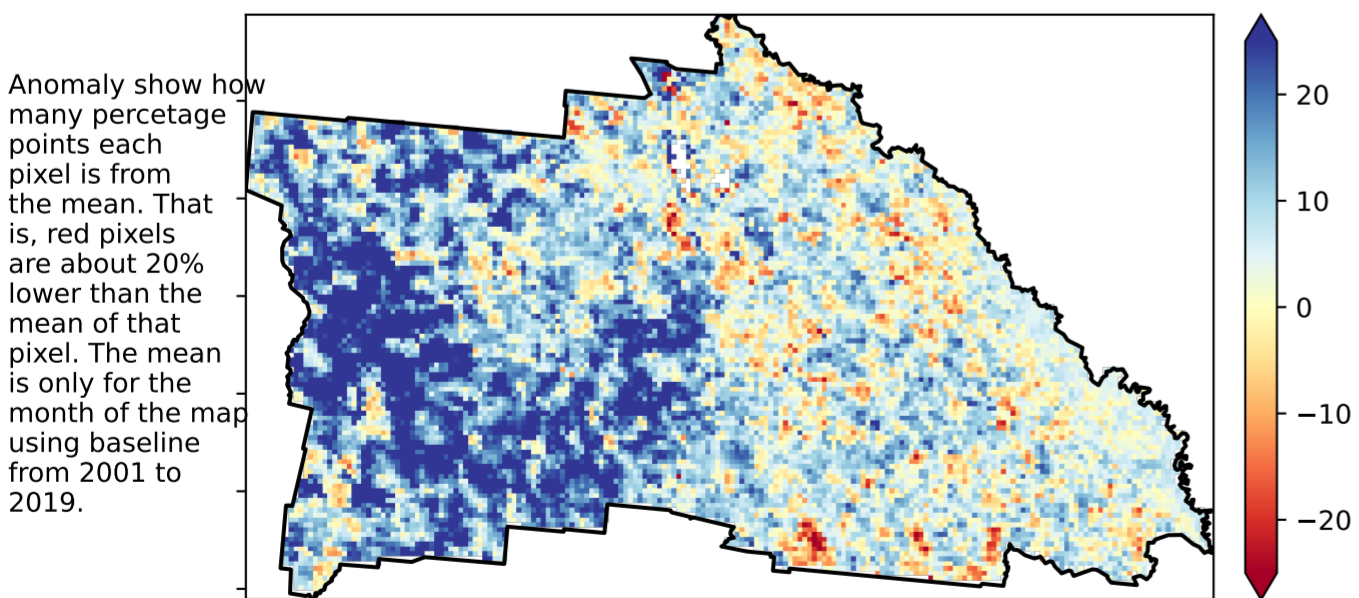 Anomaly show how
many percetage
points each
pixel is from
the mean. That
is, red pixels
are about 20%
lower than the
mean of that
pixel. The mean
is only for the
month of the map
using baseline
from 2001 to
2019.
20
10
0
−10
−20